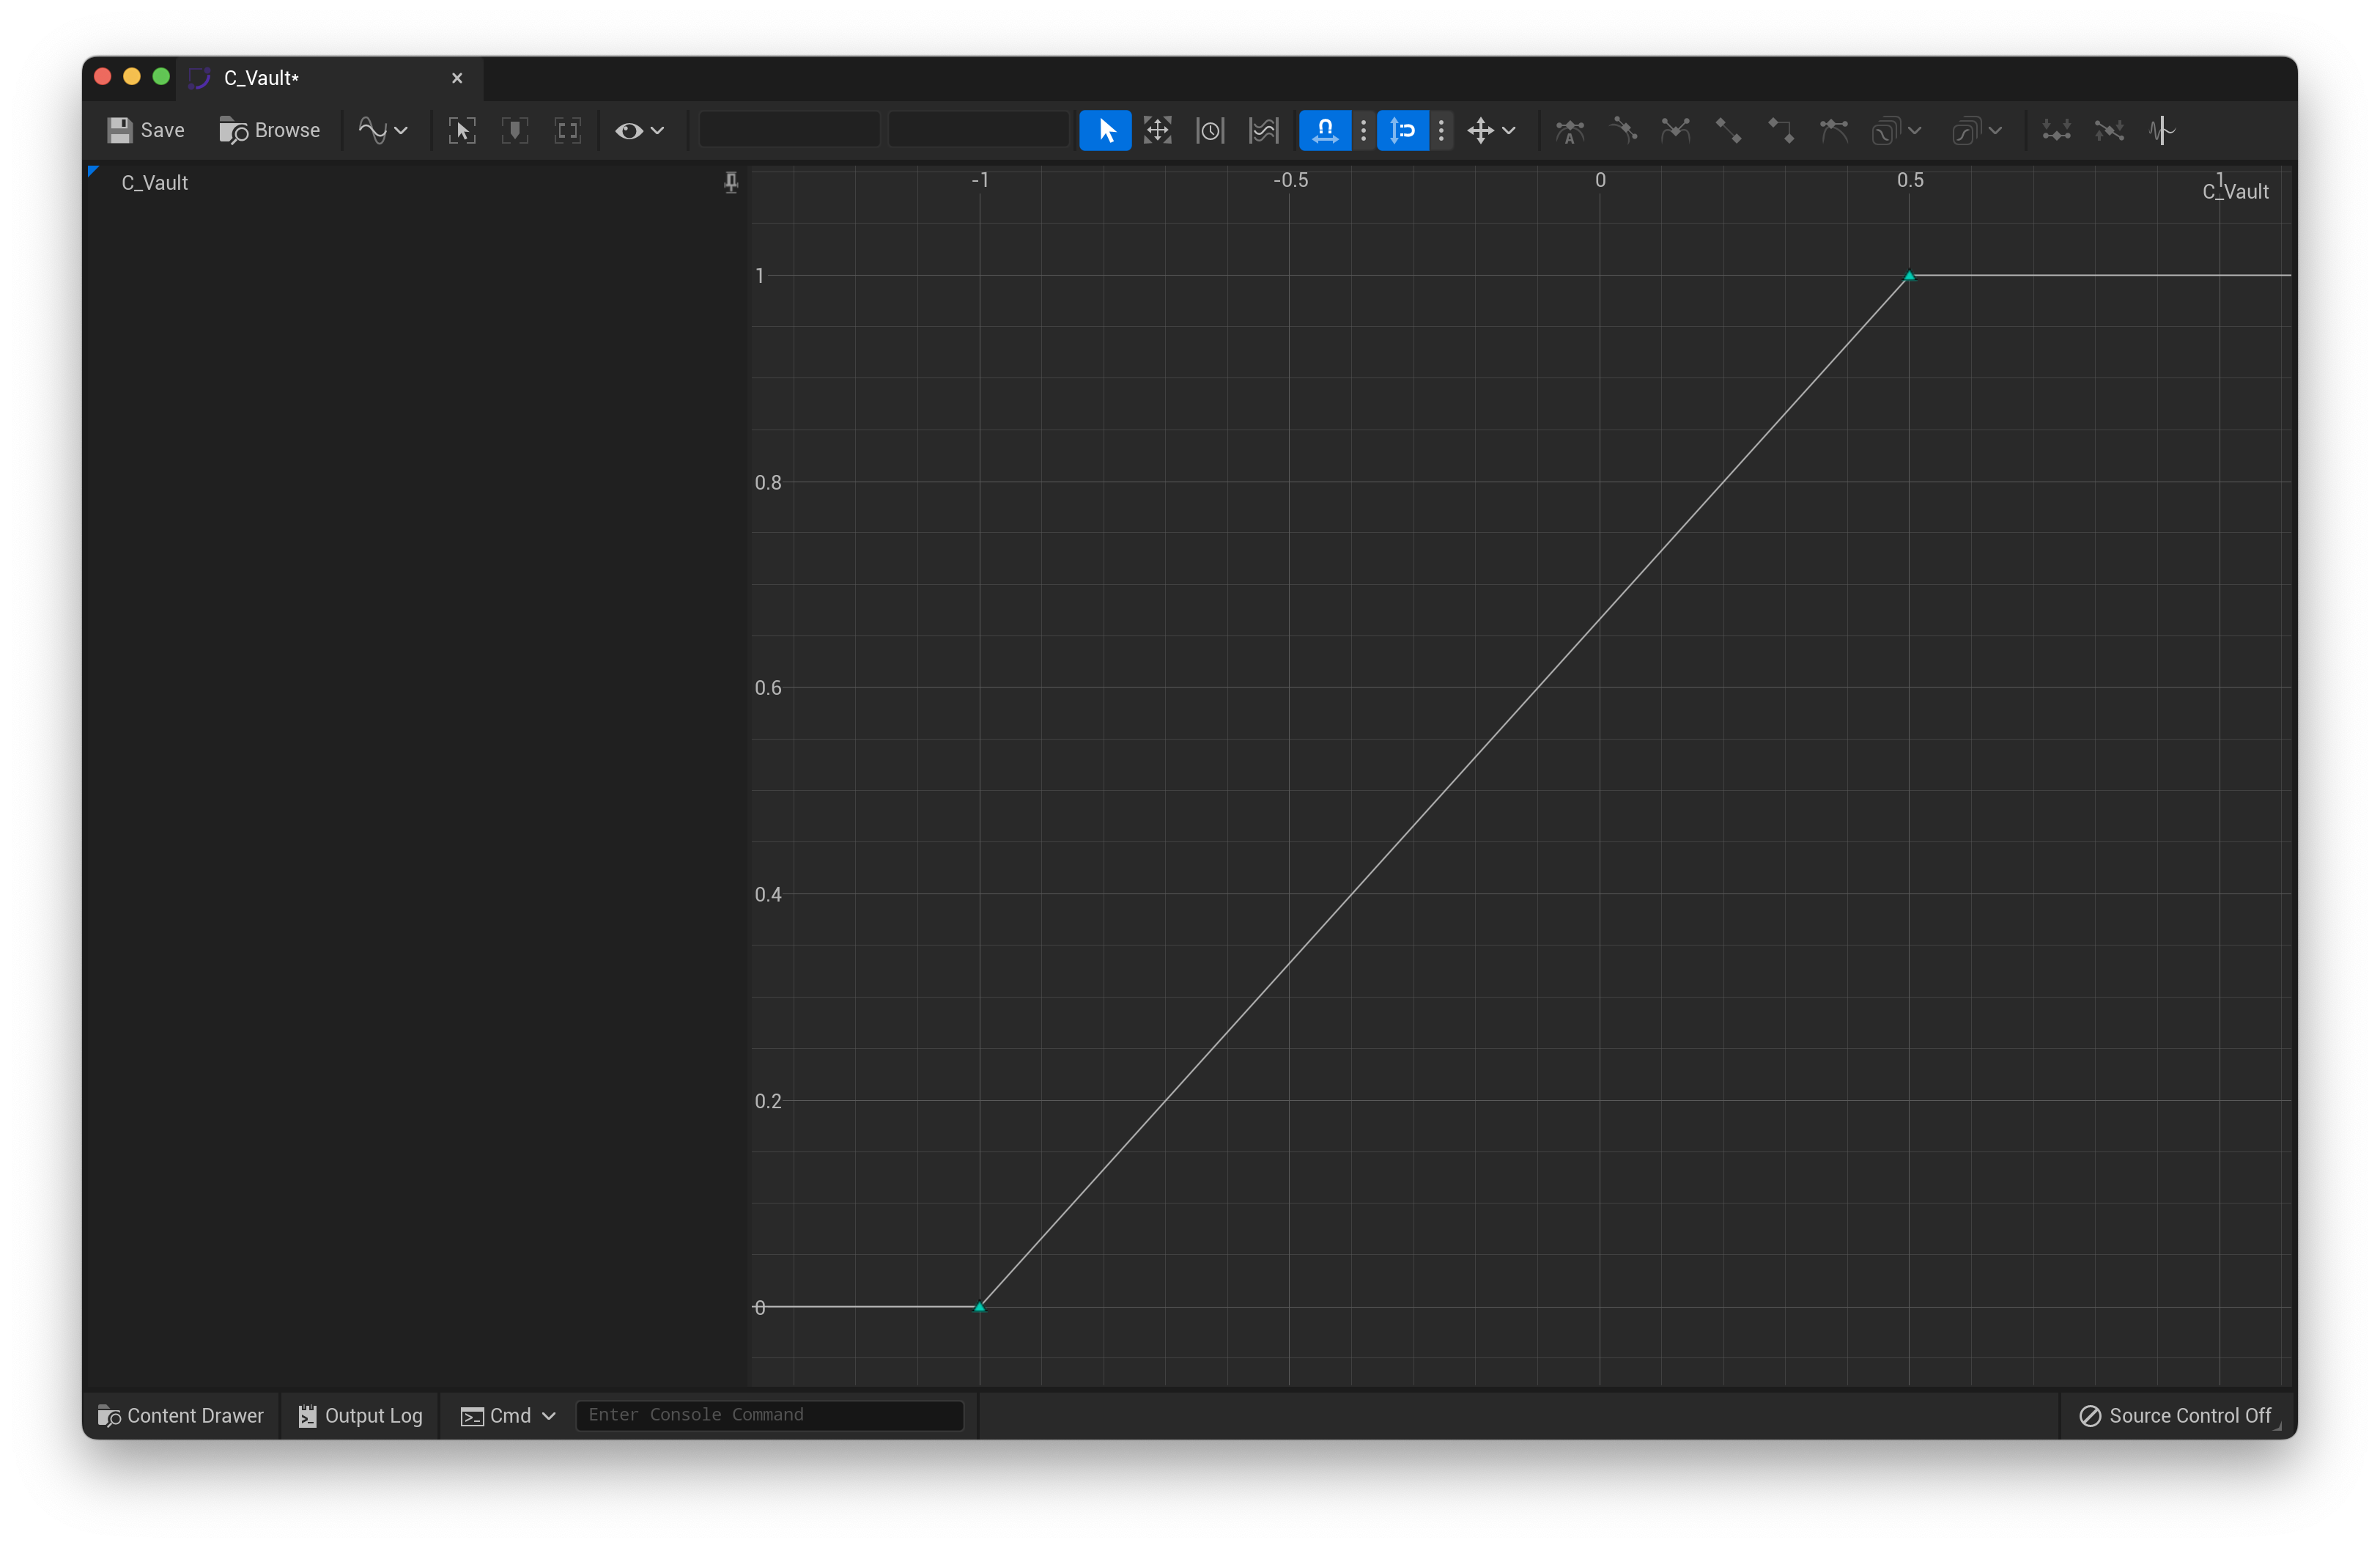 C_Vault*
Save
Browse
C_Vault
-1
-0.5
0
0.5
1
C_Vault
1
0.8
0.6
0.4
0.2
0
Content Drawer
Output Log
Cmd
Enter Console Command
Source Control Off